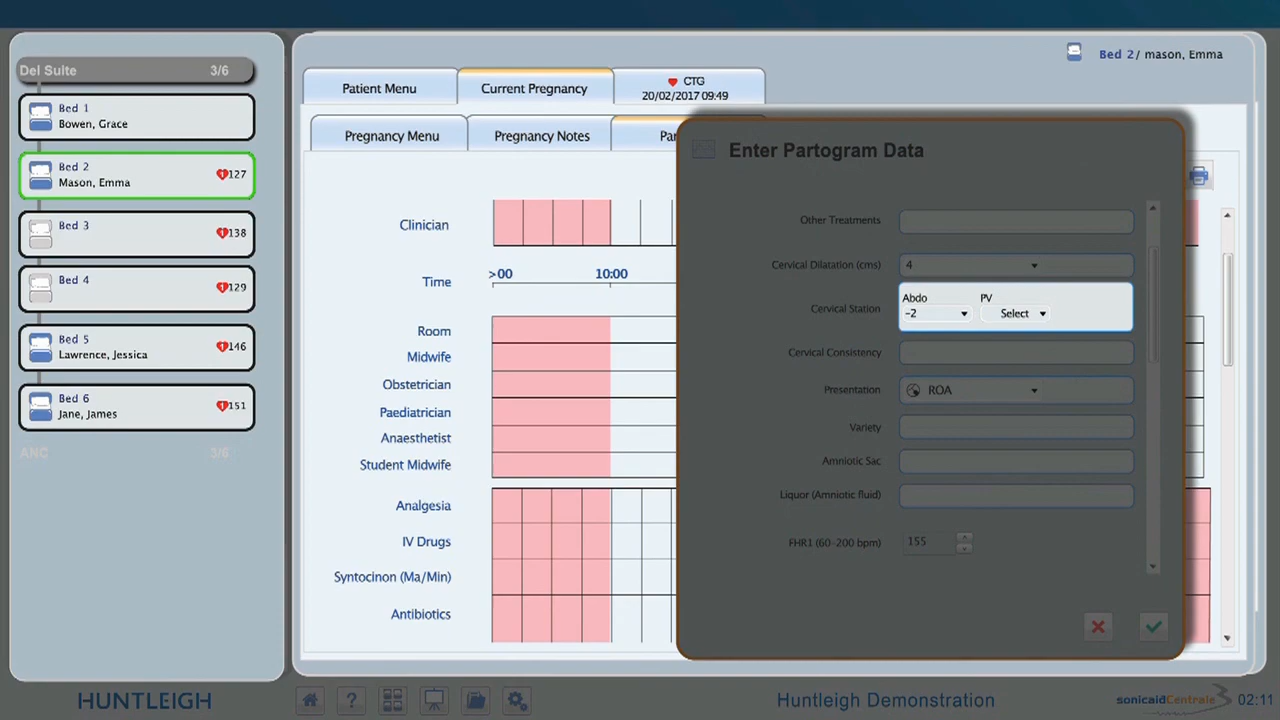 Del Suite 3/6
Bed 1
Bowen, Grace
Bed 2
Mason, Emma
127
Bed 3
138
Bed 4
129
Bed 5
Lawrence, Jessica
146
Bed 6
Jane, James
151
ANC 3/6
Bed 2/ mason, Emma
Patient Menu
Current Pregnancy
CTG
20/02/2017 09:49
Pregnancy Menu
Pregnancy Notes
Par
Clinician
Time
>00
10:00
Room
Midwife
Obstetrician
Paediatrician
Anaesthetist
Student Midwife
Analgesia
IV Drugs
Syntocinon (Ma/Min)
Antibiotics
Enter Partogram Data
Other Treatments
Cervical Dilatation (cms) 4
Cervical Station
Abdo PV
-2 Select
Cervical Consistency
Presentation ROA
Variety
Amniotic Sac
Liquor (Amniotic fluid)
FHR1 (60-200 bpm) 155
HUNTLEIGH
?
Huntleigh Demonstration
sonicaidCentrale 3
02:11